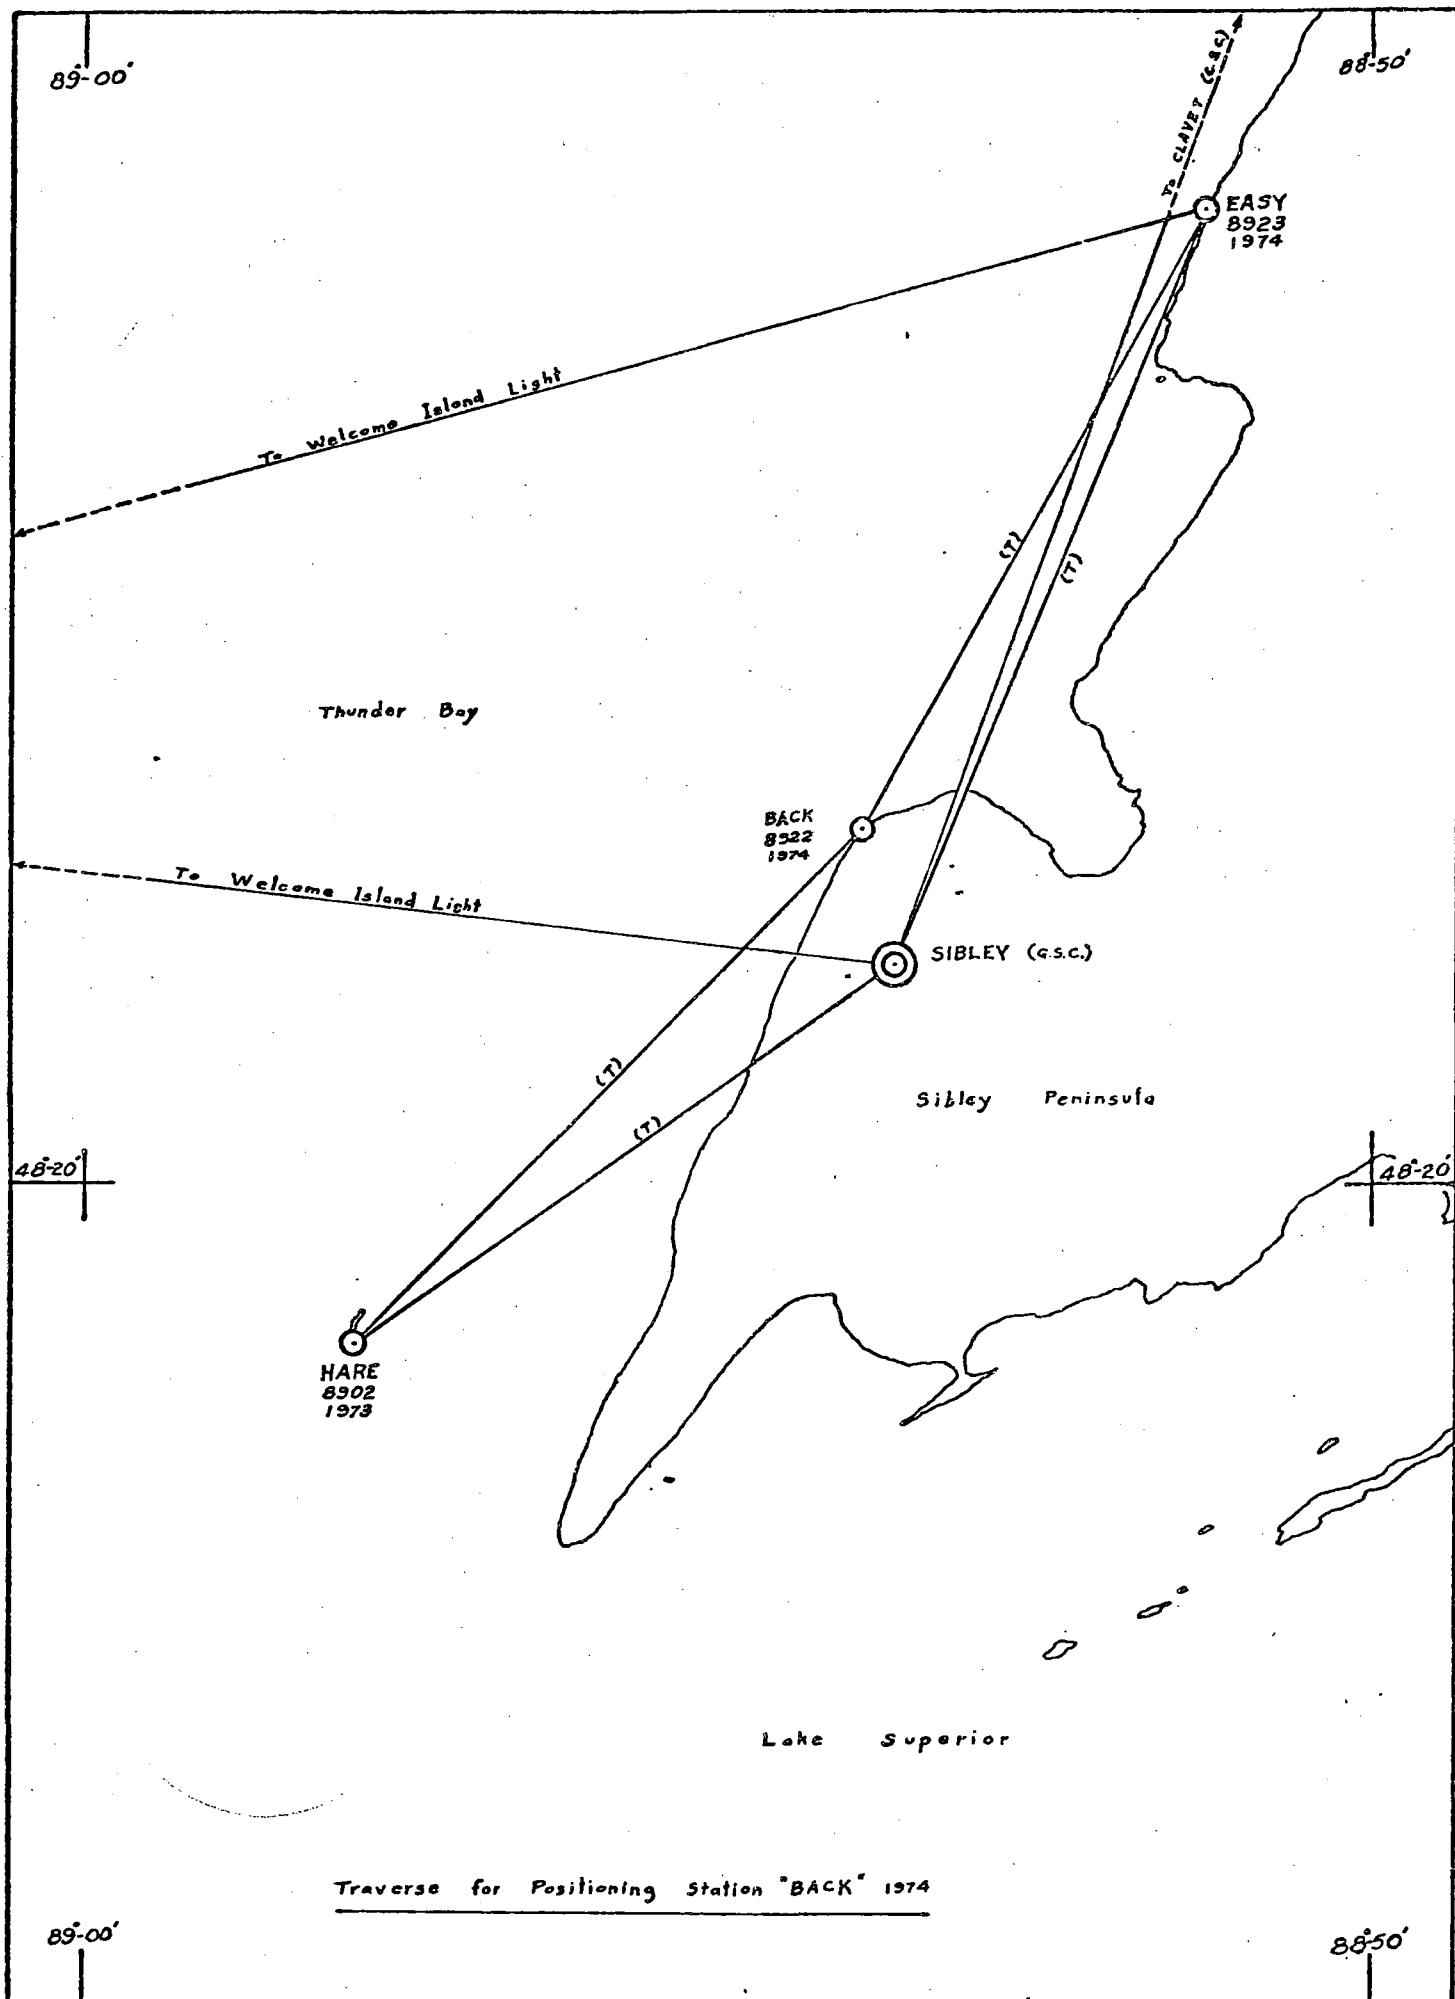 89°-00'
88°-50'
To CLAVET (G.S.C.)
EASY
8923
1974
To Welcome Island Light
(T)
(T)
Thunder Bay
BACK
8922
1974
To Welcome Island Light
SIBLEY (G.S.C.)
(T)
(T)
Sibley Peninsula
48°-20'
48°-20'
HARE
8902
1973
Lake Superior
Traverse for Positioning Station "BACK" 1974
89°-00'
88°-50'